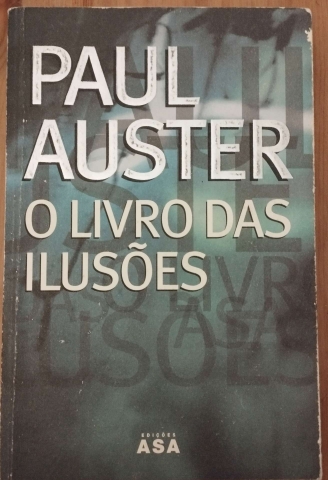 PAUL
AUSTER
O LIVRO DAS
ILUSÕES
EDIÇÕES
ASA